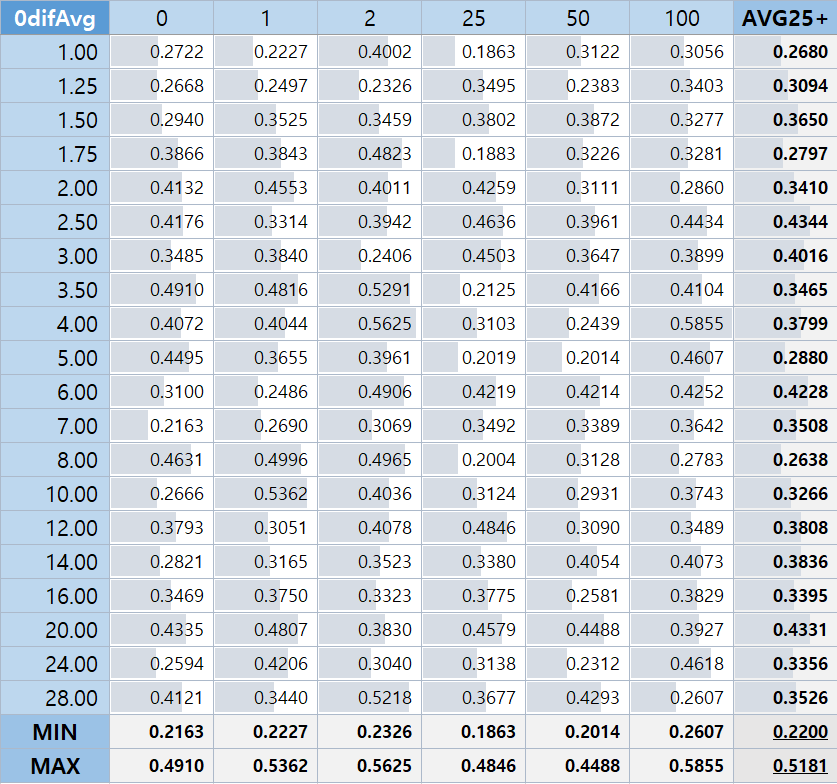 0difAvg 0 1 2 25 50 100 AVG25+
1.00 0.2722 0.2227 0.4002 0.1863 0.3122 0.3056 0.2680
1.25 0.2668 0.2497 0.2326 0.3495 0.2383 0.3403 0.3094
1.50 0.2940 0.3525 0.3459 0.3802 0.3872 0.3277 0.3650
1.75 0.3866 0.3843 0.4823 0.1883 0.3226 0.3281 0.2797
2.00 0.4132 0.4553 0.4011 0.4259 0.3111 0.2860 0.3410
2.50 0.4176 0.3314 0.3942 0.4636 0.3961 0.4434 0.4344
3.00 0.3485 0.3840 0.2406 0.4503 0.3647 0.3899 0.4016
3.50 0.4910 0.4816 0.5291 0.2125 0.4166 0.4104 0.3465
4.00 0.4072 0.4044 0.5625 0.3103 0.2439 0.5855 0.3799
5.00 0.4495 0.3655 0.3961 0.2019 0.2014 0.4607 0.2880
6.00 0.3100 0.2486 0.4906 0.4219 0.4214 0.4252 0.4228
7.00 0.2163 0.2690 0.3069 0.3492 0.3389 0.3642 0.3508
8.00 0.4631 0.4996 0.4965 0.2004 0.3128 0.2783 0.2638
10.00 0.2666 0.5362 0.4036 0.3124 0.2931 0.3743 0.3266
12.00 0.3793 0.3051 0.4078 0.4846 0.3090 0.3489 0.3808
14.00 0.2821 0.3165 0.3523 0.3380 0.4054 0.4073 0.3836
16.00 0.3469 0.3750 0.3323 0.3775 0.2581 0.3829 0.3395
20.00 0.4335 0.4807 0.3830 0.4579 0.4488 0.3927 0.4331
24.00 0.2594 0.4206 0.3040 0.3138 0.2312 0.4618 0.3356
28.00 0.4121 0.3440 0.5218 0.3677 0.4293 0.2607 0.3526
MIN 0.2163 0.2227 0.2326 0.1863 0.2014 0.2607 0.2200
MAX 0.4910 0.5362 0.5625 0.4846 0.4488 0.5855 0.5181